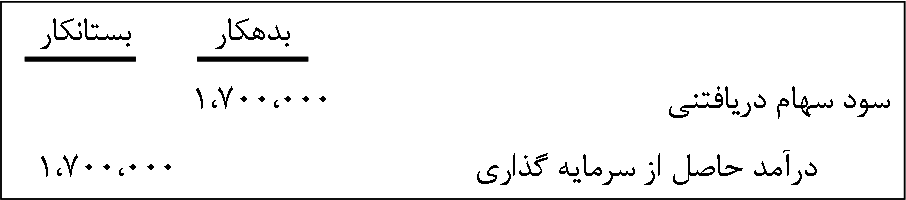 بدهکار بستانکار
سود سهام دریافتنی ۱،۷۰۰،۰۰۰
درآمد حاصل از سرمایه گذاری ۱،۷۰۰،۰۰۰